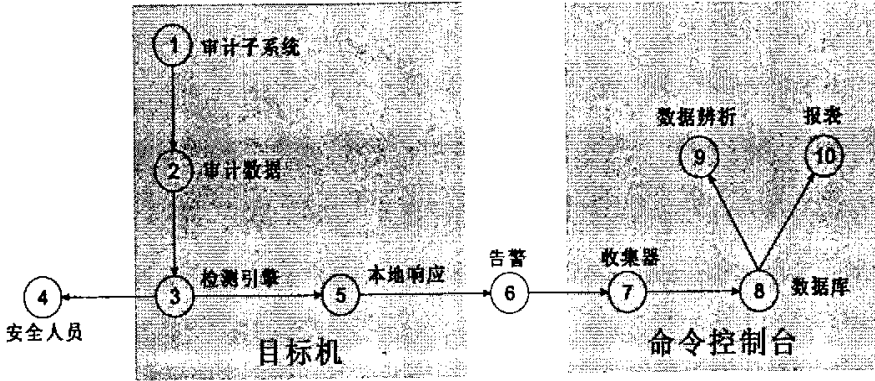 1 审计子系统
数据辨析 报表
9 10
2 审计数据
告警 收集器
检测引擎 本地响应
4 3 5 6 7 8 数据库
安全人员
目标机 命令控制台